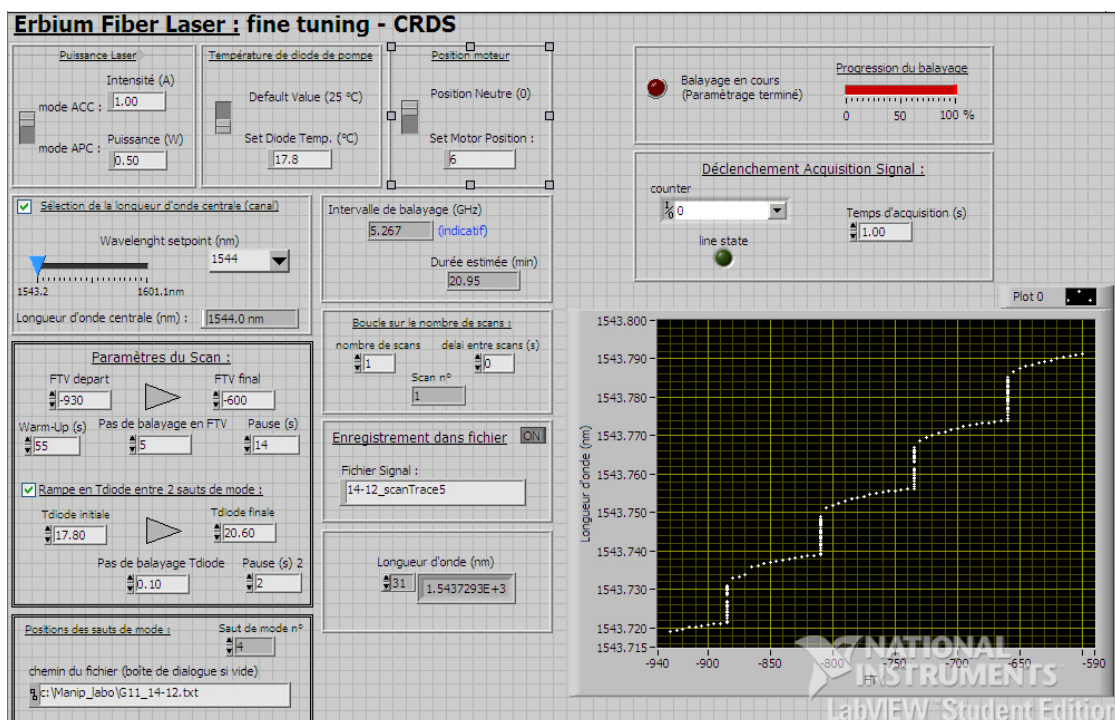 Erbium Fiber Laser : fine tuning - CRDS
Puissance Laser
Intensité (A)
mode ACC :
1.00
Puissance (W)
mode APC :
0.50
Température de diode de pompe
Default Value (25 °C)
Set Diode Temp. (°C)
17.8
Position moteur
Position Neutre (0)
Set Motor Position :
6
Balayage en cours
(Paramètrage terminé)
Progression du balayage
0 50 100 %
Déclenchement Acquisition Signal :
counter
0
line state
Temps d'acquisition (s)
1.00
Sélection de la longueur d'onde centrale (canal)
Wavelenght setpoint (nm)
1544
1543.2 1601.1nm
Longueur d'onde centrale (nm) : 1544.0 nm
Intervalle de balayage (GHz)
5.267 (indicatif)
Durée estimée (min)
20.95
Boucle sur le nombre de scans :
nombre de scans delai entre scans (s)
1 0
Scan n°
1
Paramètres du Scan :
FTV depart FTV final
-930 -600
Warm-Up (s) Pas de balayage en FTV Pause (s)
55 5 14
Rampe en Tdiode entre 2 sauts de mode :
Tdiode initiale Tdiode finale
17.80 20.60
Pas de balayage Tdiode Pause (s) 2
0.10 2
Enregistrement dans fichier ON
Fichier Signal :
14-12_scanTrace5
Longueur d'onde (nm)
31 1.5437293E+3
Positions des sauts de mode : Saut de mode n°
4
chemin du fichier (boîte de dialogue si vide)
c:\Manip_labo\G11_14-12.txt
Plot 0
Longueur d'onde (nm)
1543.800
1543.790
1543.780
1543.770
1543.760
1543.750
1543.740
1543.730
1543.720
1543.715
-940 -900 -850 -800 -750 -700 -650 -590
FTV
NATIONAL
INSTRUMENTS
LabVIEW™ Student Edition